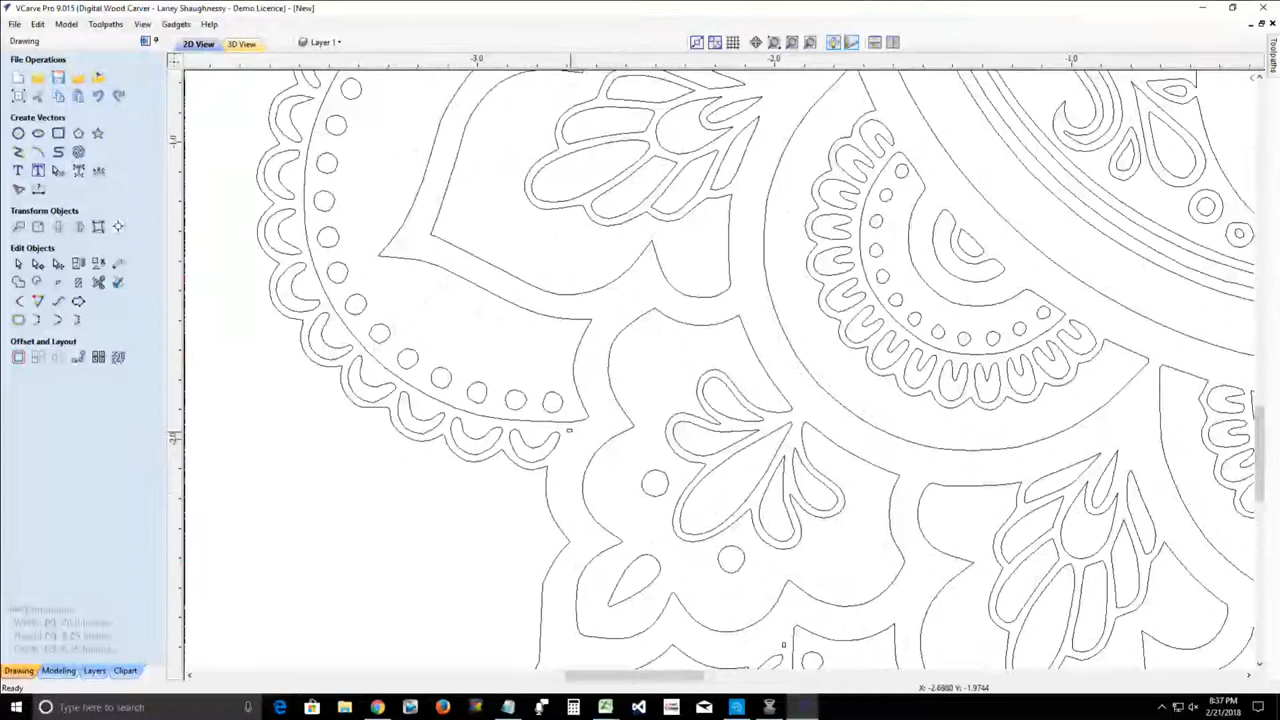 VCarve Pro 9.015 (Digital Wood Carver - Laney Shaughnessy - Demo Licence) - [New]
File Edit Model Toolpaths View Gadgets Help
Drawing
2D View
3D View
Layer 1
Toolpaths
File Operations
-3.0
-2.0
-1.0
Create Vectors
Transform Objects
Edit Objects
Offset and Layout
-2.0
Drawing
Modeling
Layers
Clipart
Ready
X: -2.6980 Y: -1.9744
Type here to search
8:37 PM
2/21/2018